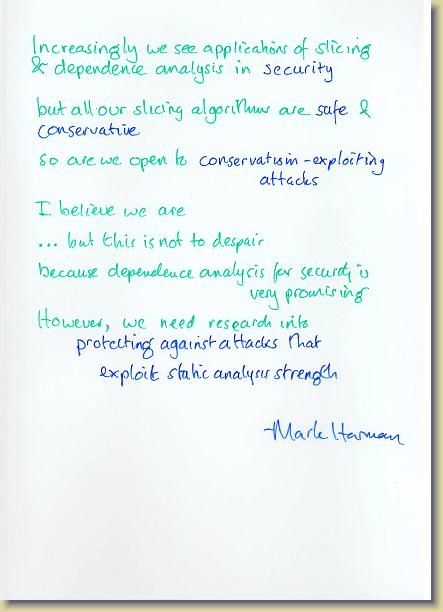 Increasingly we see applications of slicing
& dependence analysis in security
but all our slicing algorithms are safe &
conservative
so are we open to conservatism-exploiting
attacks
I believe we are
... but this is not to despair
because dependence analysis for security is
very promising
However, we need research into
protecting against attacks that
exploit static analysis strength
-Mark Harman